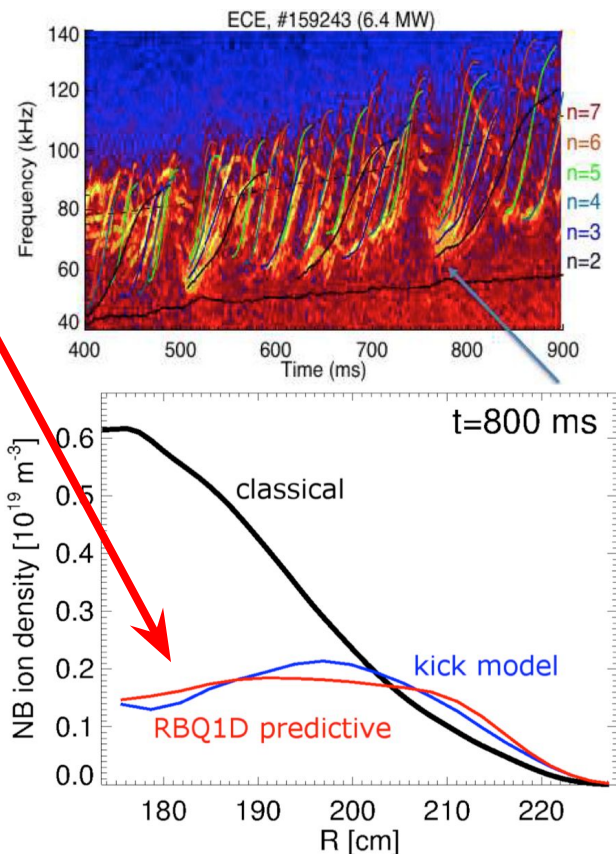 ECE, #159243 (6.4 MW)
140
120
100
80
60
40
Frequency (kHz)
n=7
n=6
n=5
n=4
n=3
n=2
400 500 600 700 800 900
Time (ms)
t=800 ms
0.6
0.5
0.4
0.3
0.2
0.1
0.0
NB ion density [10^19 m^-3]
classical
kick model
RBQ1D predictive
180 190 200 210 220
R [cm]